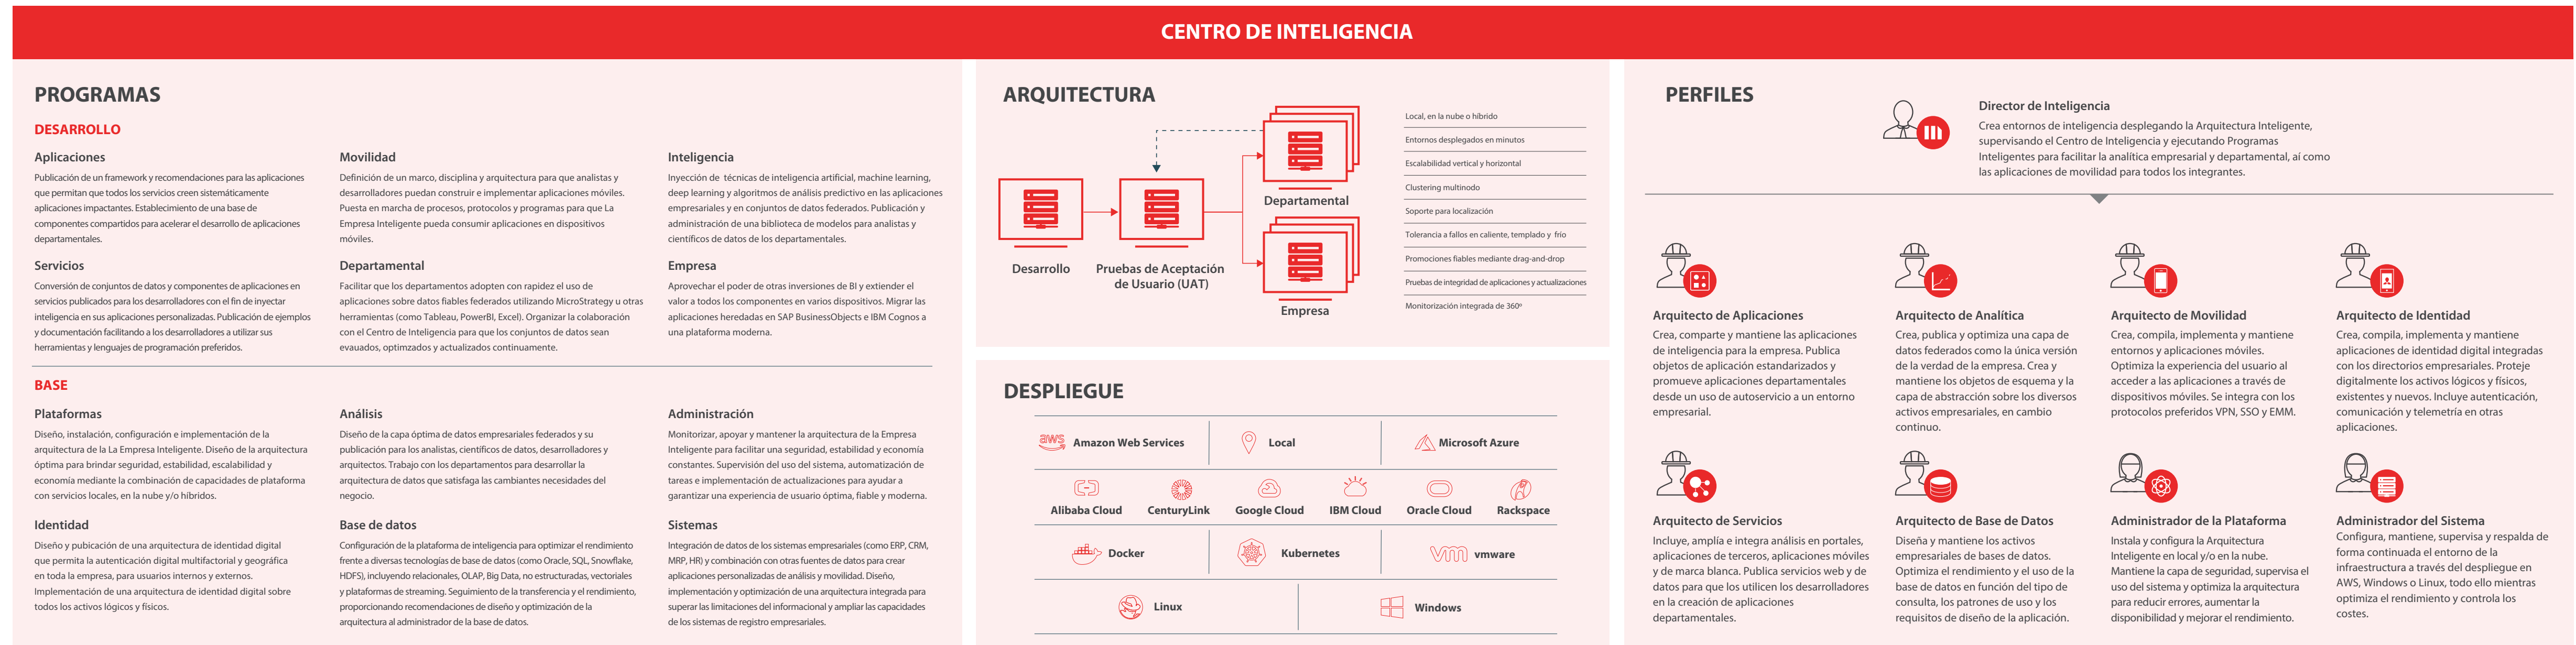 CENTRO DE INTELIGENCIA
PROGRAMAS
DESARROLLO
Aplicaciones
Publicación de un framework y recomendaciones para las aplicaciones
que permitan que todos los servicios creen sistemáticamente
aplicaciones impactantes. Establecimiento de una base de
componentes compartidos para acelerar el desarrollo de aplicaciones
departamentales.
Movilidad
Definición de un marco, disciplina y arquitectura para que analistas y
desarrolladores puedan construir e implementar aplicaciones móviles.
Puesta en marcha de procesos, protocolos y programas para que La
Empresa Inteligente pueda consumir aplicaciones en dispositivos
móviles.
Inteligencia
Inyección de técnicas de inteligencia artificial, machine learning,
deep learning y algoritmos de análisis predictivo en las aplicaciones
empresariales y en conjuntos de datos federados. Publicación y
administración de una biblioteca de modelos para analistas y
científicos de datos de los departamentales.
Servicios
Conversión de conjuntos de datos y componentes de aplicaciones en
servicios publicados para los desarrolladores con el fin de inyectar
inteligencia en sus aplicaciones personalizadas. Publicación de ejemplos
y documentación facilitando a los desarrolladores a utilizar sus
herramientas y lenguajes de programación preferidos.
Departamental
Facilitar que los departamentos adopten con rapidez el uso de
aplicaciones sobre datos fiables federados utilizando MicroStrategy u otras
herramientas (como Tableau, PowerBI, Excel). Organizar la colaboración
con el Centro de Inteligencia para que los conjuntos de datos sean
evauados, optimzados y actualizados continuamente.
Empresa
Aprovechar el poder de otras inversiones de BI y extiender el
valor a todos los componentes en varios dispositivos. Migrar las
aplicaciones heredadas en SAP BusinessObjects e IBM Cognos a
una plataforma moderna.
BASE
Plataformas
Diseño, instalación, configuración e implementación de la
arquitectura de la La Empresa Inteligente. Diseño de la arquitectura
óptima para brindar seguridad, estabilidad, escalabilidad y
economía mediante la combinación de capacidades de plataforma
con servicios locales, en la nube y/o híbridos.
Análisis
Diseño de la capa óptima de datos empresariales federados y su
publicación para los analistas, científicos de datos, desarrolladores y
arquitectos. Trabajo con los departamentos para desarrollar la
arquitectura de datos que satisfaga las cambiantes necesidades del
negocio.
Administración
Monitorizar, apoyar y mantener la arquitectura de la Empresa
Inteligente para facilitar una seguridad, estabilidad y economía
constantes. Supervisión del uso del sistema, automatización de
tareas e implementación de actualizaciones para ayudar a
garantizar una experiencia de usuario óptima, fiable y moderna.
Identidad
Diseño y pubicación de una arquitectura de identidad digital
que permita la autenticación digital multifactorial y geográfica
en toda la empresa, para usuarios internos y externos.
Implementación de una arquitectura de identidad digital sobre
todos los activos lógicos y físicos.
Base de datos
Configuración de la plataforma de inteligencia para optimizar el rendimiento
frente a diversas tecnologías de base de datos (como Oracle, SQL, Snowflake,
HDFS), incluyendo relacionales, OLAP, Big Data, no estructuradas, vectoriales
y plataformas de streaming. Seguimiento de la transferencia y el rendimiento,
proporcionando recomendaciones de diseño y optimización de la
arquitectura al administrador de la base de datos.
Sistemas
Integración de datos de los sistemas empresariales (como ERP, CRM,
MRP, HR) y combinación con otras fuentes de datos para crear
aplicaciones personalizadas de análisis y movilidad. Diseño,
implementación y optimización de una arquitectura integrada para
superar las limitaciones del informacional y ampliar las capacidades
de los sistemas de registro empresariales.
ARQUITECTURA
Desarrollo
Pruebas de Aceptación
de Usuario (UAT)
Departamental
Empresa
Local, en la nube o híbrido
Entornos desplegados en minutos
Escalabilidad vertical y horizontal
Clustering multinodo
Soporte para localización
Tolerancia a fallos en caliente, templado y frío
Promociones fiables mediante drag-and-drop
Pruebas de integridad de aplicaciones y actualizaciones
Monitorización integrada de 360º
DESPLIEGUE
aws Amazon Web Services
Local
Microsoft Azure
Alibaba Cloud
CenturyLink
Google Cloud
IBM Cloud
Oracle Cloud
Rackspace
Docker
Kubernetes
vm vmware
Linux
Windows
PERFILES
Director de Inteligencia
Crea entornos de inteligencia desplegando la Arquitectura Inteligente,
supervisando el Centro de Inteligencia y ejecutando Programas
Inteligentes para facilitar la analítica empresarial y departamental, aí como
las aplicaciones de movilidad para todos los integrantes.
Arquitecto de Aplicaciones
Crea, comparte y mantiene las aplicaciones
de inteligencia para la empresa. Publica
objetos de aplicación estandarizados y
promueve aplicaciones departamentales
desde un uso de autoservicio a un entorno
empresarial.
Arquitecto de Analítica
Crea, publica y optimiza una capa de
datos federados como la única versión
de la verdad de la empresa. Crea y
mantiene los objetos de esquema y la
capa de abstracción sobre los diversos
activos empresariales, en cambio
continuo.
Arquitecto de Movilidad
Crea, compila, implementa y mantiene
entornos y aplicaciones móviles.
Optimiza la experiencia del usuario al
acceder a las aplicaciones a través de
dispositivos móviles. Se integra con los
protocolos preferidos VPN, SSO y EMM.
Arquitecto de Identidad
Crea, compila, implementa y mantiene
aplicaciones de identidad digital integradas
con los directorios empresariales. Proteje
digitalmente los activos lógicos y físicos,
existentes y nuevos. Incluye autenticación,
comunicación y telemetría en otras
aplicaciones.
Arquitecto de Servicios
Incluye, amplía e integra análisis en portales,
aplicaciones de terceros, aplicaciones móviles
y de marca blanca. Publica servicios web y de
datos para que los utilicen los desarrolladores
en la creación de aplicaciones
departamentales.
Arquitecto de Base de Datos
Diseña y mantiene los activos
empresariales de bases de datos.
Optimiza el rendimiento y el uso de la
base de datos en función del tipo de
consulta, los patrones de uso y los
requisitos de diseño de la aplicación.
Administrador de la Plataforma
Instala y configura la Arquitectura
Inteligente en local y/o en la nube.
Mantiene la capa de seguridad, supervisa el
uso del sistema y optimiza la arquitectura
para reducir errores, aumentar la
disponibilidad y mejorar el rendimiento.
Administrador del Sistema
Configura, mantiene, supervisa y respalda de
forma continuada el entorno de la
infraestructura a través del despliegue en
AWS, Windows o Linux, todo ello mientras
optimiza el rendimiento y controla los
costes.